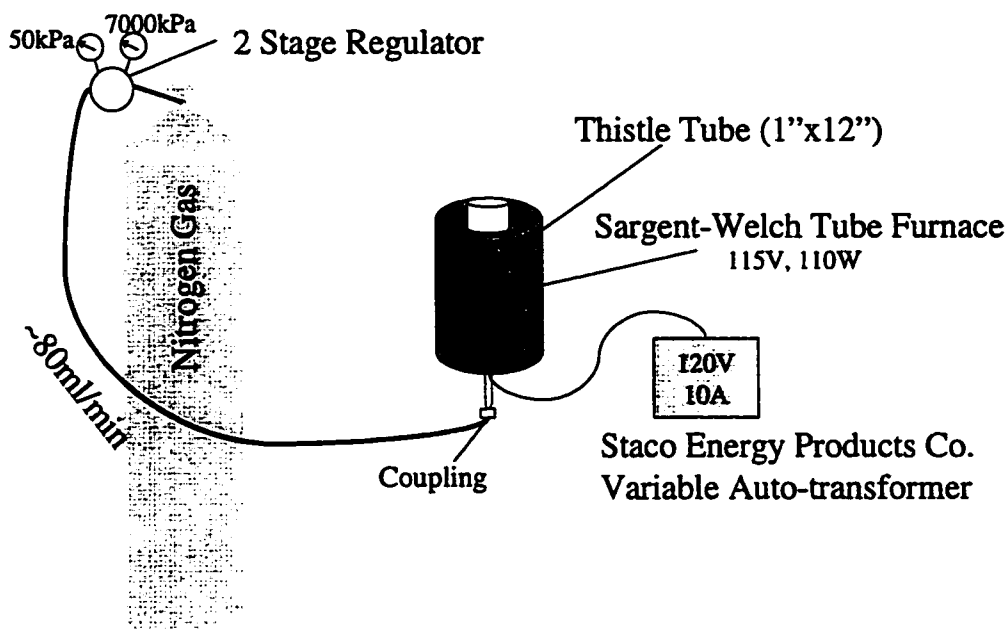 7000kPa
50kPa
2 Stage Regulator
Thistle Tube (1”x12”)
Nitrogen Gas
Sargent-Welch Tube Furnace
115V, 110W
~80ml/min
120V
10A
Coupling
Staco Energy Products Co.
Variable Auto-transformer